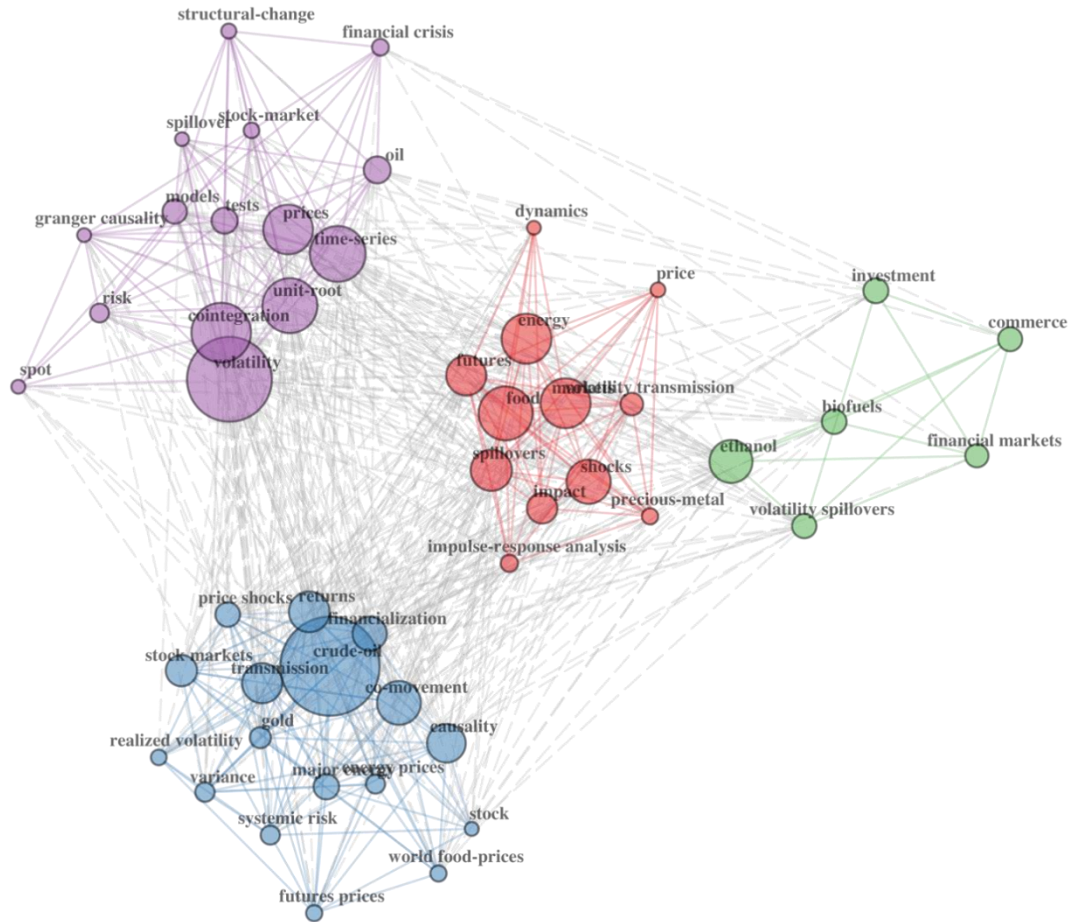 structural-change
financial crisis
stock-market
spillover
oil
models
tests
prices
granger causality
time-series
dynamics
price
investment
unit-root
risk
cointegration
energy
commerce
volatility
futures
spot
markets
volatility transmission
food
biofuels
financial markets
ethanol
spillovers
shocks
impact
precious-metal
volatility spillovers
impulse-response analysis
price shocks
returns
financialization
crude-oil
stock markets
transmission
co-movement
gold
causality
realized volatility
major energy
energy prices
variance
systemic risk
stock
world food-prices
futures prices